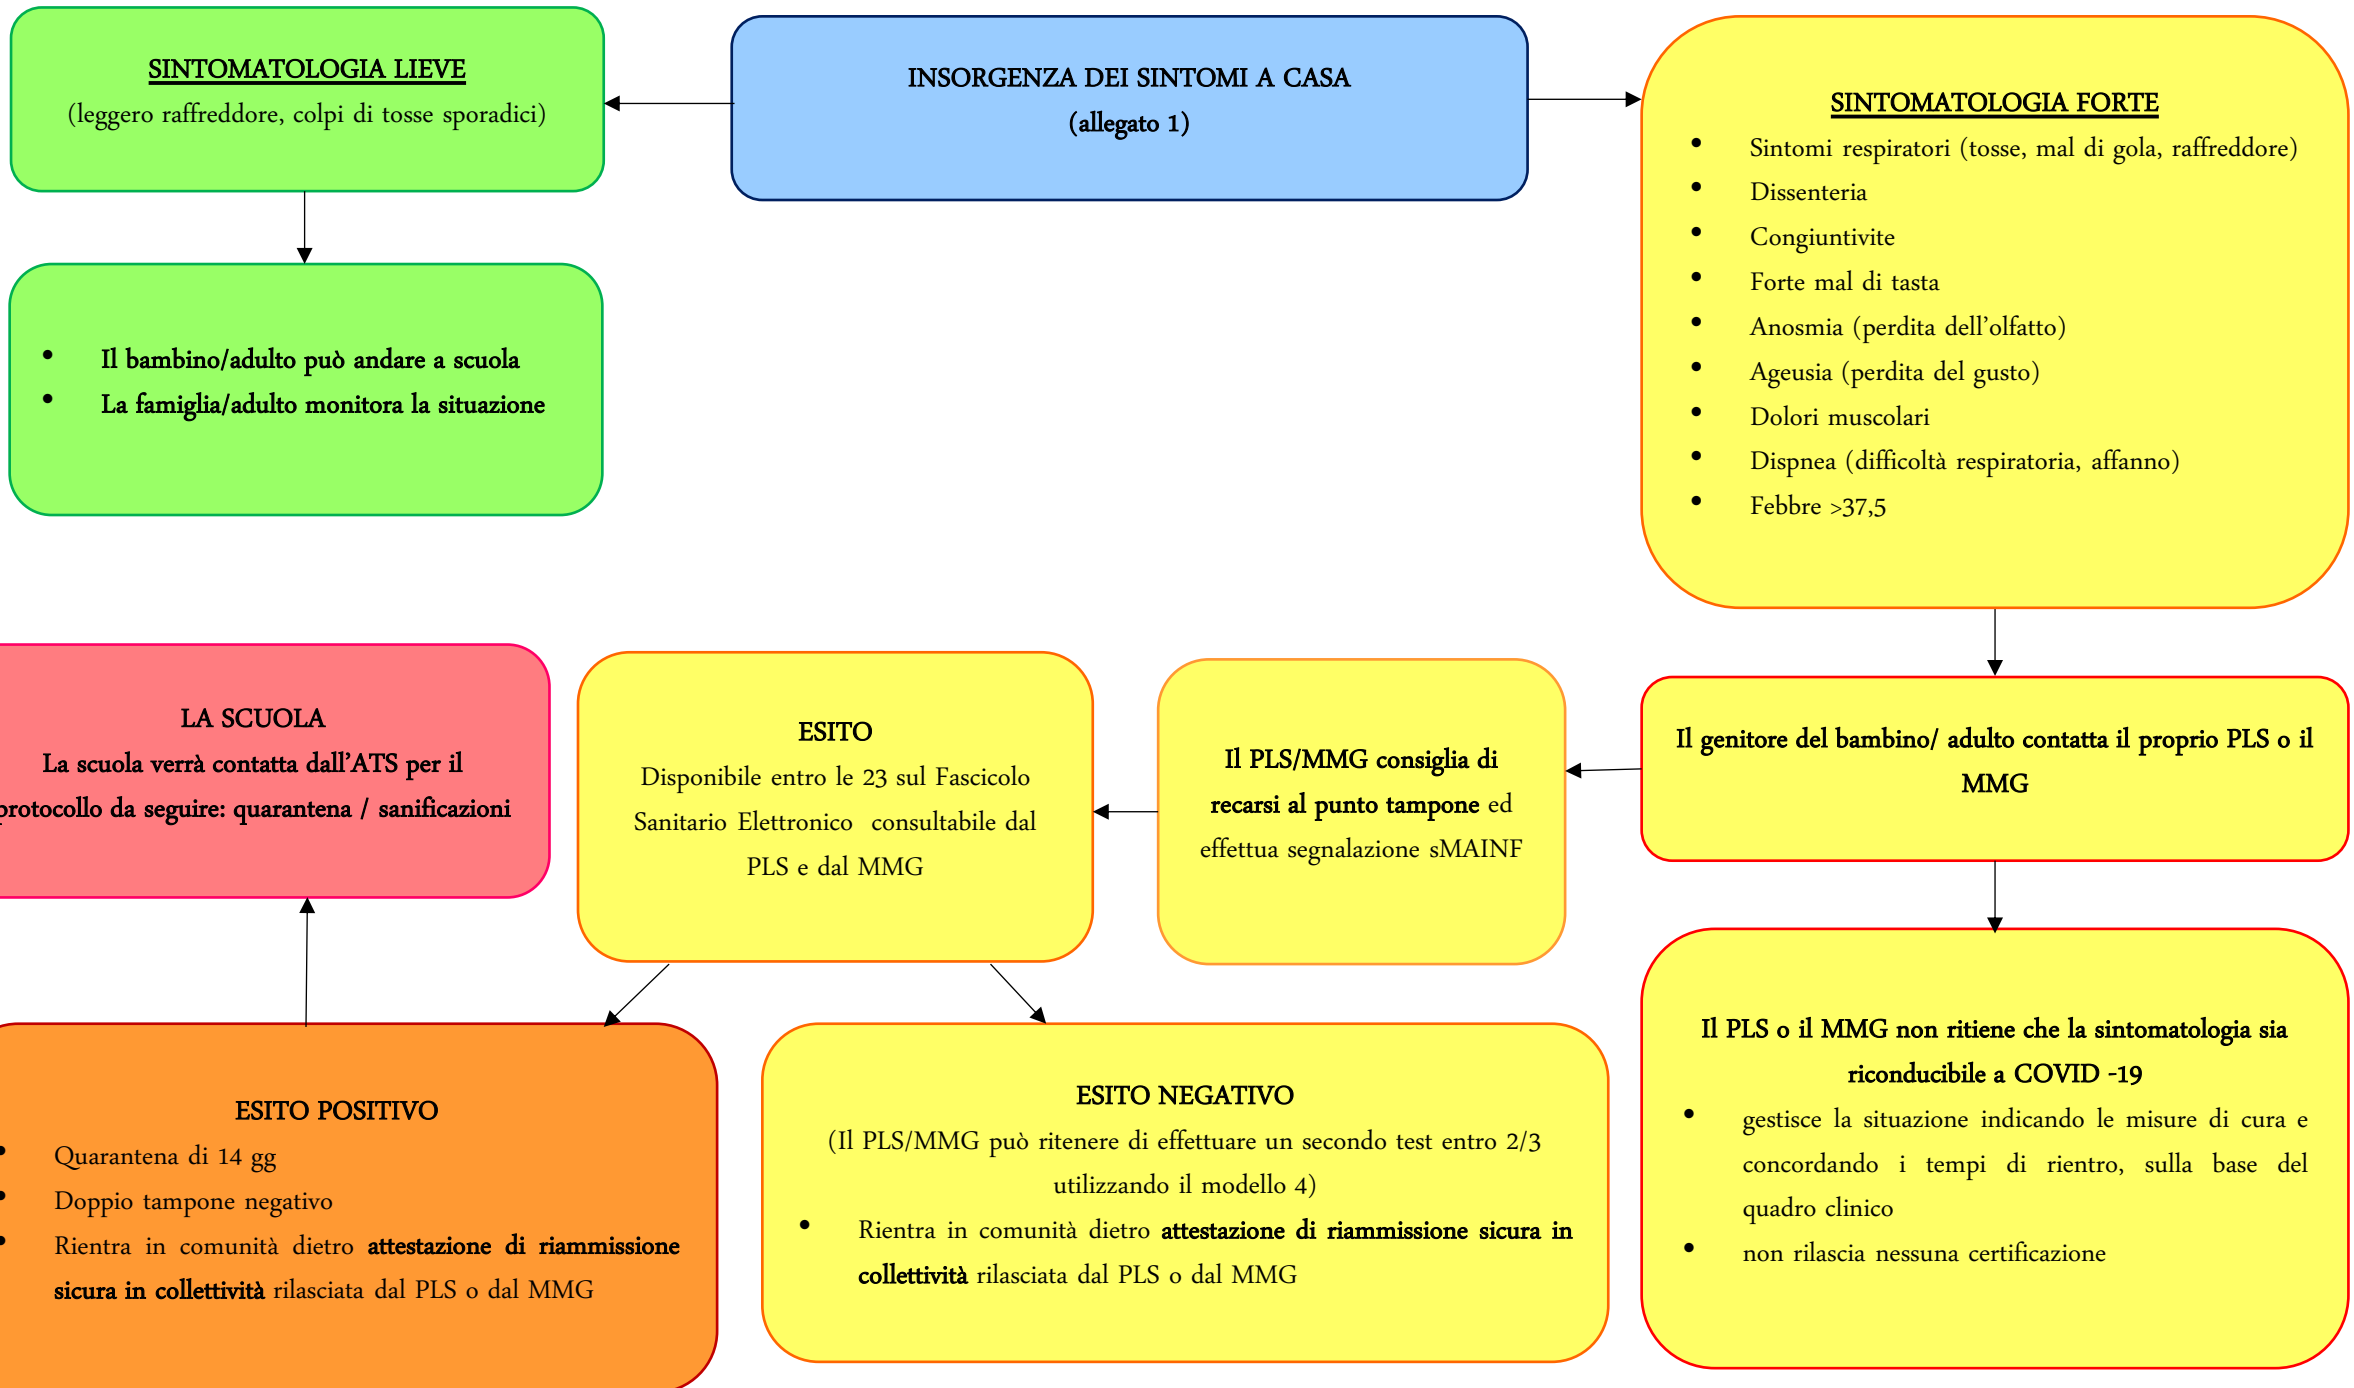 SINTOMATOLOGIA LIEVE
(leggero raffreddore, colpi di tosse sporadici)
INSORGENZA DEI SINTOMI A CASA
(allegato 1)
SINTOMATOLOGIA FORTE
• Sintomi respiratori (tosse, mal di gola, raffreddore)
• Dissenteria
• Congiuntivite
• Forte mal di tasta
• Anosmia (perdita dell'olfatto)
• Ageusia (perdita del gusto)
• Dolori muscolari
• Dispnea (difficoltà respiratoria, affanno)
• Febbre >37,5
• Il bambino/adulto può andare a scuola
• La famiglia/adulto monitora la situazione
LA SCUOLA
La scuola verrà contatta dall'ATS per il
protocollo da seguire: quarantena / sanificazioni
ESITO
Disponibile entro le 23 sul Fascicolo
Sanitario Elettronico consultabile dal
PLS e dal MMG
Il PLS/MMG consiglia di
recarsi al punto tampone ed
effettua segnalazione sMAINF
Il genitore del bambino/ adulto contatta il proprio PLS o il
MMG
ESITO POSITIVO
• Quarantena di 14 gg
• Doppio tampone negativo
• Rientra in comunità dietro attestazione di riammissione
sicura in collettività rilasciata dal PLS o dal MMG
ESITO NEGATIVO
(Il PLS/MMG può ritenere di effettuare un secondo test entro 2/3
utilizzando il modello 4)
• Rientra in comunità dietro attestazione di riammissione sicura in
collettività rilasciata dal PLS o dal MMG
Il PLS o il MMG non ritiene che la sintomatologia sia
riconducibile a COVID -19
• gestisce la situazione indicando le misure di cura e
concordando i tempi di rientro, sulla base del
quadro clinico
• non rilascia nessuna certificazione